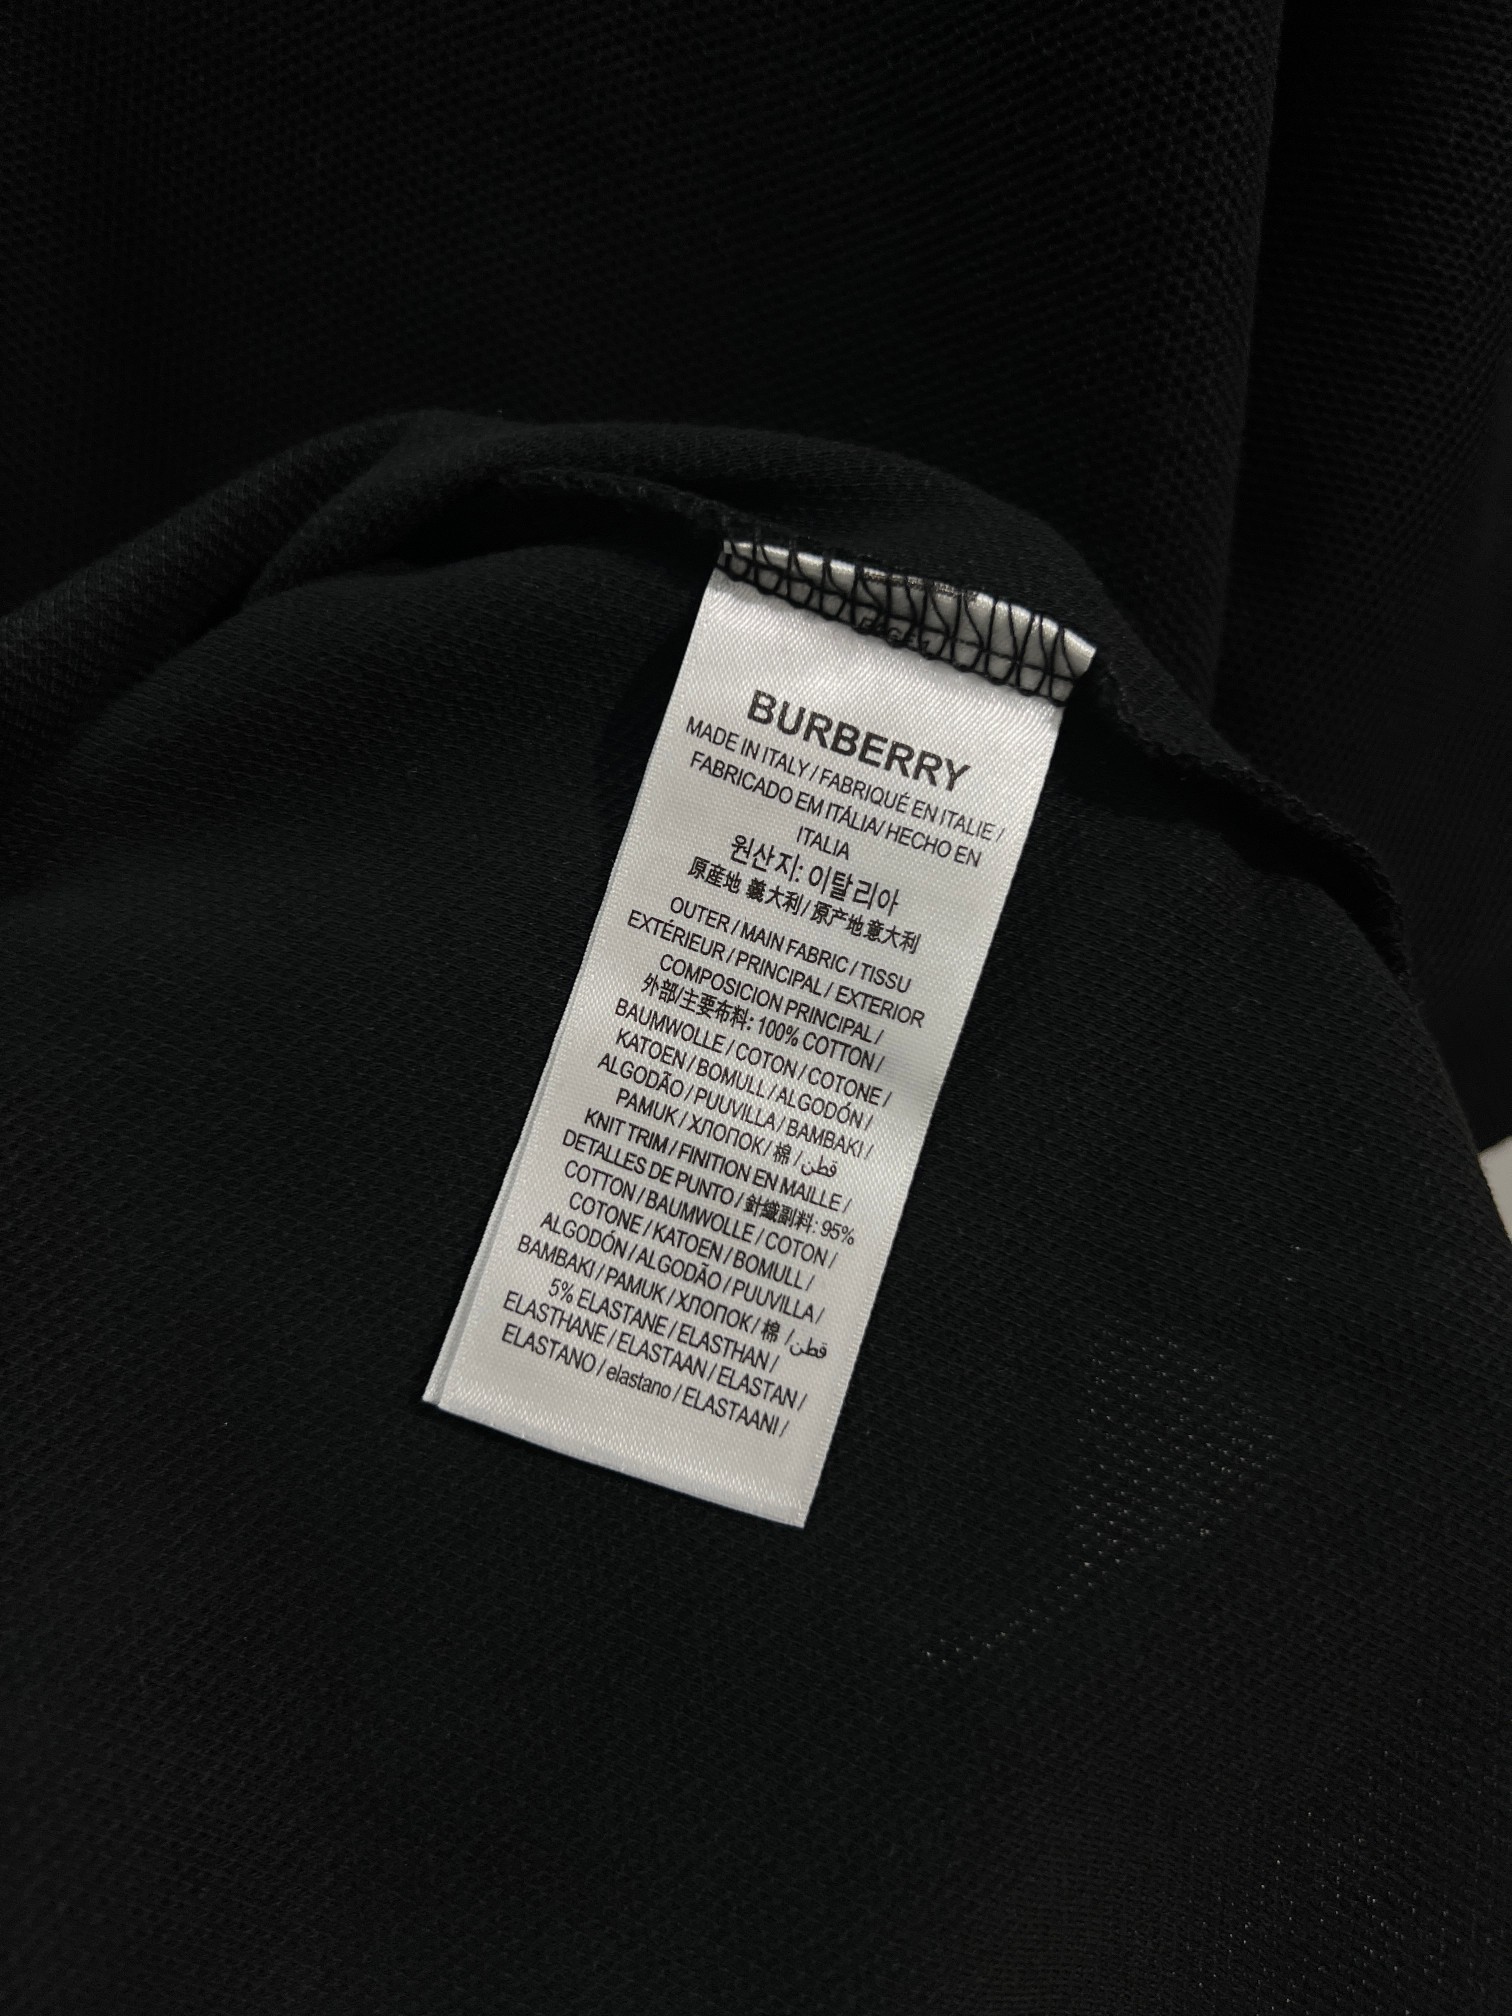 BURBERRY
MADE IN ITALY / FABRIQUÉ EN ITALIE /
FABRICADO EM ITÁLIA/ HECHO EN
ITALIA
원산지: 이탈리아
原産地 義大利 / 原产地意大利
OUTER / MAIN FABRIC / TISSU
EXTÉRIEUR / PRINCIPAL / EXTERIOR
COMPOSICION PRINCIPAL /
外部/主要布料: 100% COTTON /
BAUMWOLLE / COTON / COTONE /
KATOEN / BOMULL / ALGODÓN /
ALGODÃO / PUUVILLA / BAMBAKI /
PAMUK / ХЛОПОК / 棉 / قطن
KNIT TRIM / FINITION EN MAILLE /
DETALLES DE PUNTO / 針織副料: 95%
COTTON / BAUMWOLLE / COTON /
COTONE / KATOEN / BOMULL /
ALGODÓN / ALGODÃO / PUUVILLA /
BAMBAKI / PAMUK / ХЛОПОК / 棉 / قطن
5% ELASTANE / ELASTHAN /
ELASTHANE / ELASTAAN / ELASTAN /
ELASTANO / elastano / ELASTAANI /